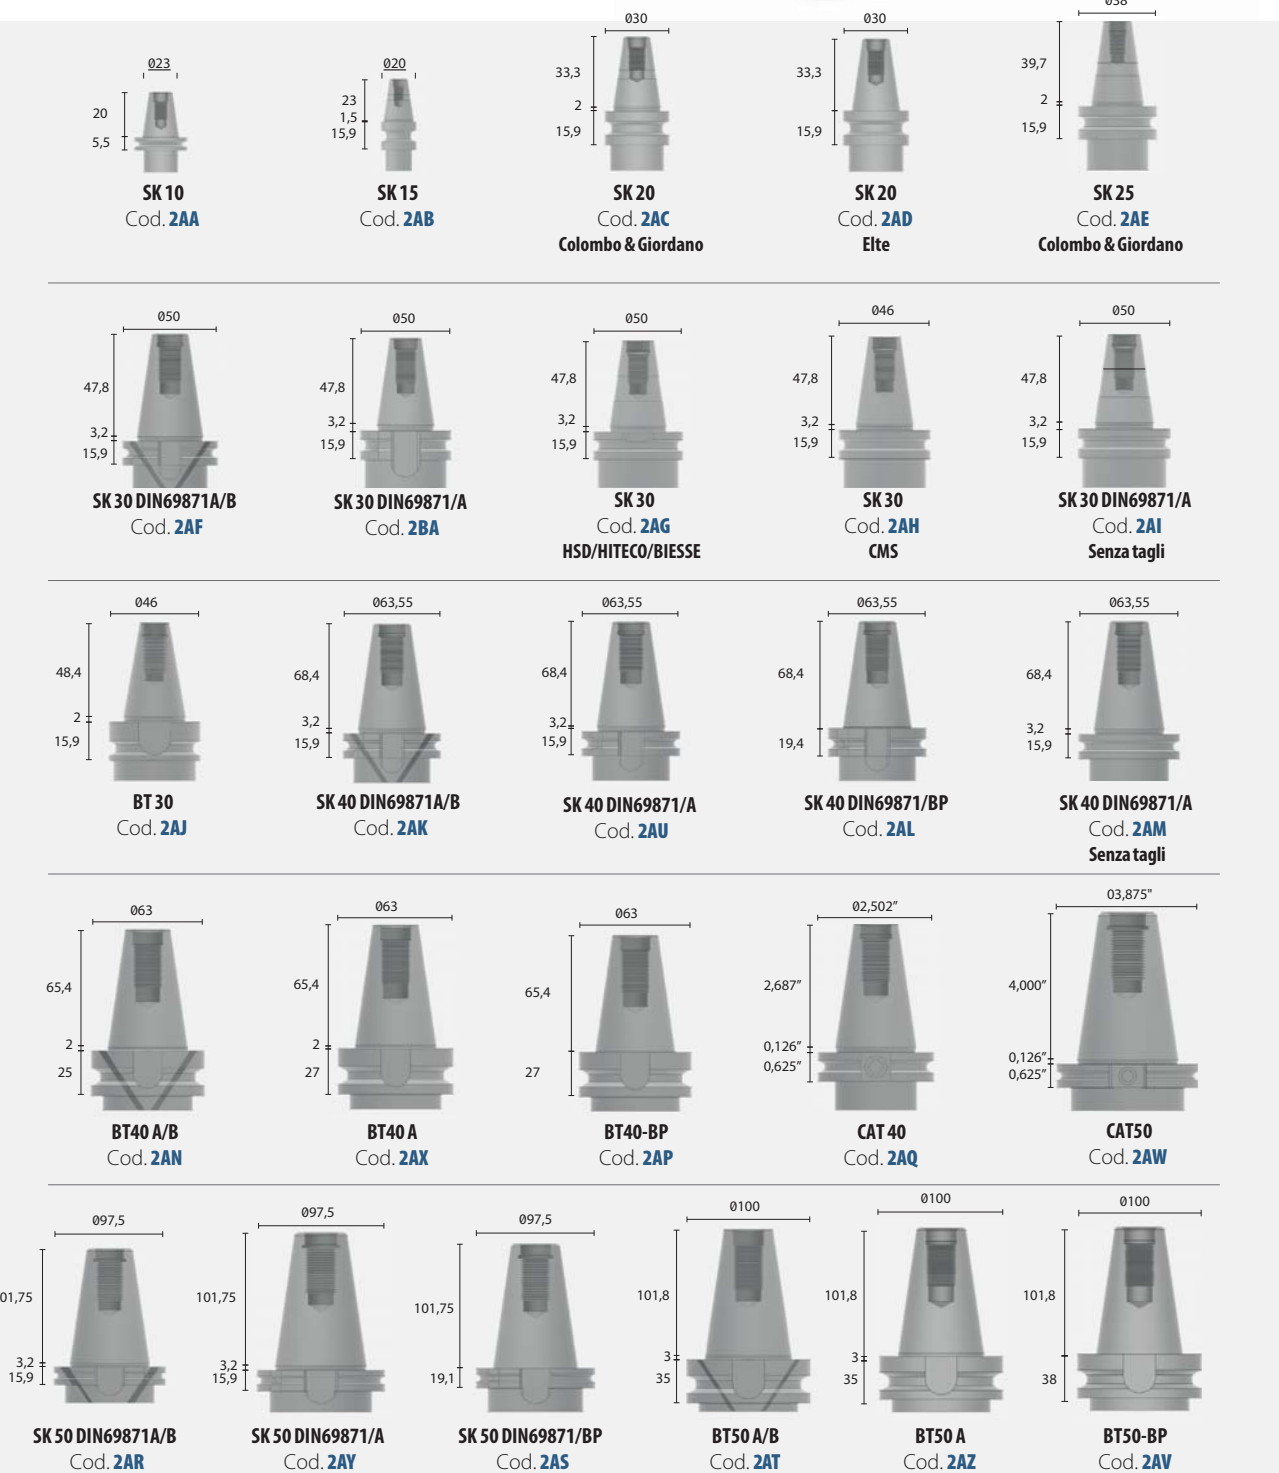 Ø38
Ø30
Ø30
Ø23
Ø20
20
5,5
23
1,5
15,9
33,3
2
15,9
33,3
15,9
39,7
2
15,9
SK 10
SK 15
SK 20
SK 20
SK 25
Cod. 2AA
Cod. 2AB
Cod. 2AC
Cod. 2AD
Cod. 2AE
Colombo & Giordano
Elte
Colombo & Giordano
Ø50
Ø50
Ø50
Ø46
Ø50
47,8
3,2
15,9
47,8
3,2
15,9
47,8
3,2
15,9
47,8
3,2
15,9
47,8
3,2
15,9
SK 30 DIN69871A/B
SK 30 DIN69871/A
SK 30
SK 30
SK 30 DIN69871/A
Cod. 2AF
Cod. 2BA
Cod. 2AG
Cod. 2AH
Cod. 2AI
HSD/HITECO/BIESSE
CMS
Senza tagli
Ø46
Ø63,55
Ø63,55
Ø63,55
Ø63,55
48,4
2
15,9
68,4
3,2
15,9
68,4
3,2
15,9
68,4
19,4
68,4
3,2
15,9
BT 30
SK 40 DIN69871A/B
SK 40 DIN69871/A
SK 40 DIN69871/BP
SK 40 DIN69871/A
Cod. 2AJ
Cod. 2AK
Cod. 2AU
Cod. 2AL
Cod. 2AM
Senza tagli
Ø63
Ø63
Ø63
Ø2,502″
Ø3,875"
65,4
2
25
65,4
2
27
65,4
27
2,687″
0,126″
0,625″
4,000″
0,126″
0,625″
BT40 A/B
BT40 A
BT40-BP
CAT 40
CAT50
Cod. 2AN
Cod. 2AX
Cod. 2AP
Cod. 2AQ
Cod. 2AW
Ø97,5
Ø97,5
Ø97,5
Ø100
Ø100
Ø100
01,75
3,2
15,9
101,75
3,2
15,9
101,75
19,1
101,8
3
35
101,8
3
35
101,8
38
SK 50 DIN69871A/B
SK 50 DIN69871/A
SK 50 DIN69871/BP
BT50 A/B
BT50 A
BT50-BP
Cod. 2AR
Cod. 2AY
Cod. 2AS
Cod. 2AT
Cod. 2AZ
Cod. 2AV